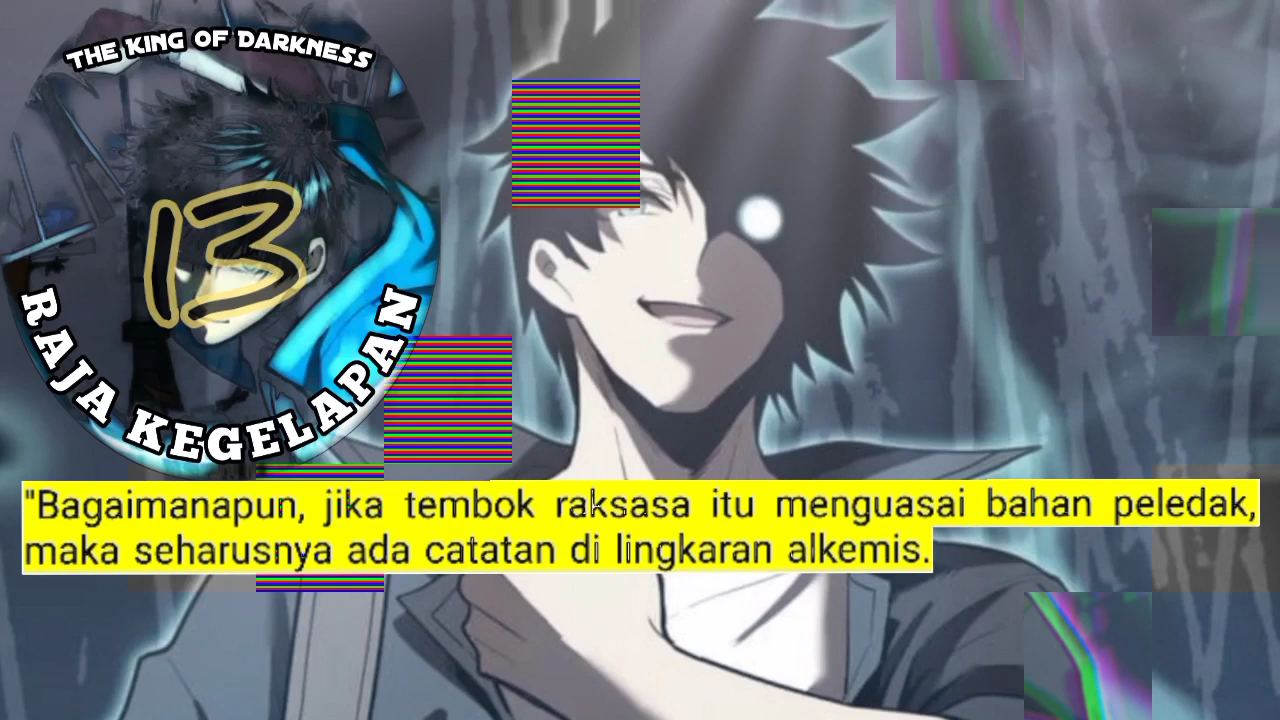 THE KING OF DARKNESS
13
RAJA KEGELAPAN
"Bagaimanapun, jika tembok raksasa itu menguasai bahan peledak,
maka seharusnya ada catatan di lingkaran alkemis.